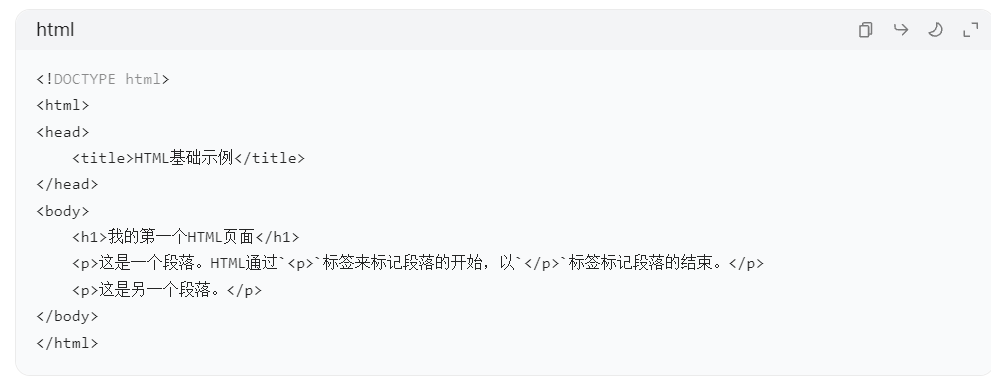 html
<!DOCTYPE html>
<html>
<head>
    <title>HTML基础示例</title>
</head>
<body>
    <h1>我的第一个HTML页面</h1>
    <p>这是一个段落。HTML通过`<p>`标签来标记段落的开始，以`</p>`标签标记段落的结束。</p>
    <p>这是另一个段落。</p>
</body>
</html>